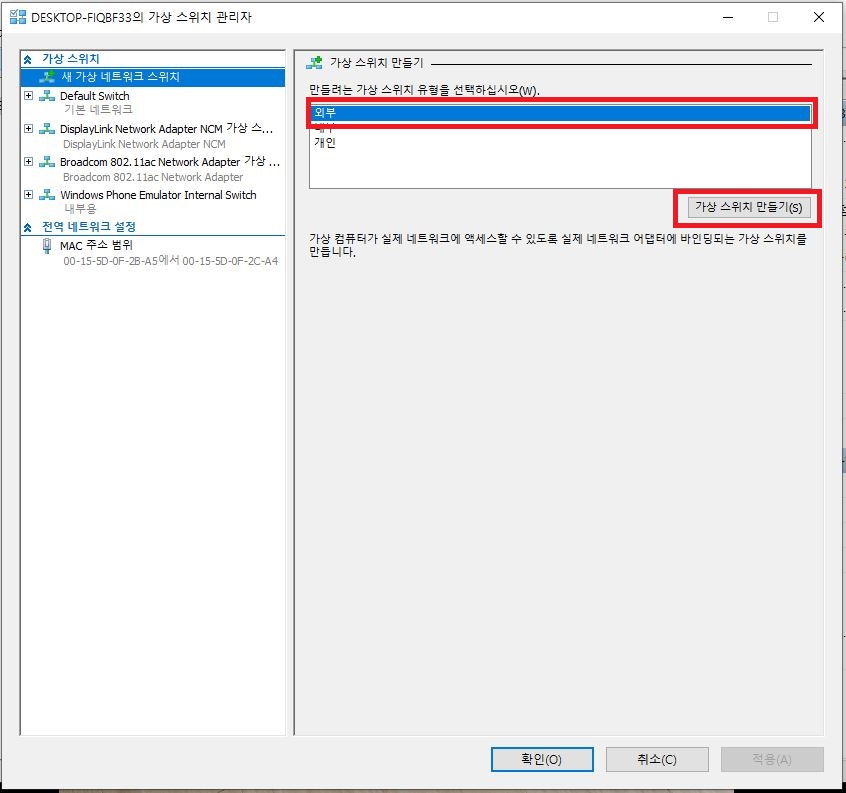 DESKTOP-FIQBF33의 가상 스위치 관리자
가상 스위치
새 가상 네트워크 스위치
Default Switch
기본 네트워크
DisplayLink Network Adapter NCM 가상 스...
DisplayLink Network Adapter NCM
Broadcom 802.11ac Network Adapter 가상 ...
Broadcom 802.11ac Network Adapter
Windows Phone Emulator Internal Switch
내부용
전역 네트워크 설정
MAC 주소 범위
00-15-5D-0F-2B-A5에서 00-15-5D-0F-2C-A4
가상 스위치 만들기
만들려는 가상 스위치 유형을 선택하십시오(W).
외부
개인
가상 스위치 만들기(S)
가상 컴퓨터가 실제 네트워크에 액세스할 수 있도록 실제 네트워크 어댑터에 바인딩되는 가상 스위치를
만듭니다.
확인(O)
취소(C)
적용(A)